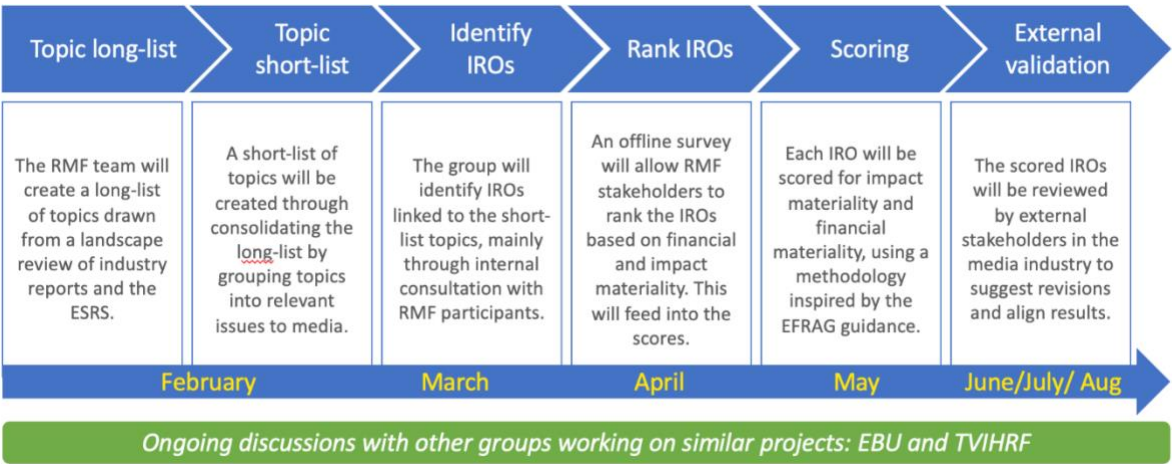 Topic long-list
Topic
short-list
Identify
IROs
Rank IROs
Scoring
External
validation
The RMF team will
create a long-list
of topics drawn
from a landscape
review of industry
reports and the
ESRS.
A short-list of
topics will be
created through
consolidating the
long-list by
grouping topics
into relevant
issues to media.
The group will
identify IROs
linked to the short-
list topics, mainly
through internal
consultation with
RMF participants.
An offline survey
will allow RMF
stakeholders to
rank the IROs
based on financial
and impact
materiality. This
will feed into the
scores.
Each IRO will be
scored for impact
materiality and
financial
materiality, using a
methodology
inspired by the
EFRAG guidance.
The scored IROs
will be reviewed
by external
stakeholders in the
media industry to
suggest revisions
and align results.
February
March
April
May
June/July/ Aug
Ongoing discussions with other groups working on similar projects: EBU and TVIHRF